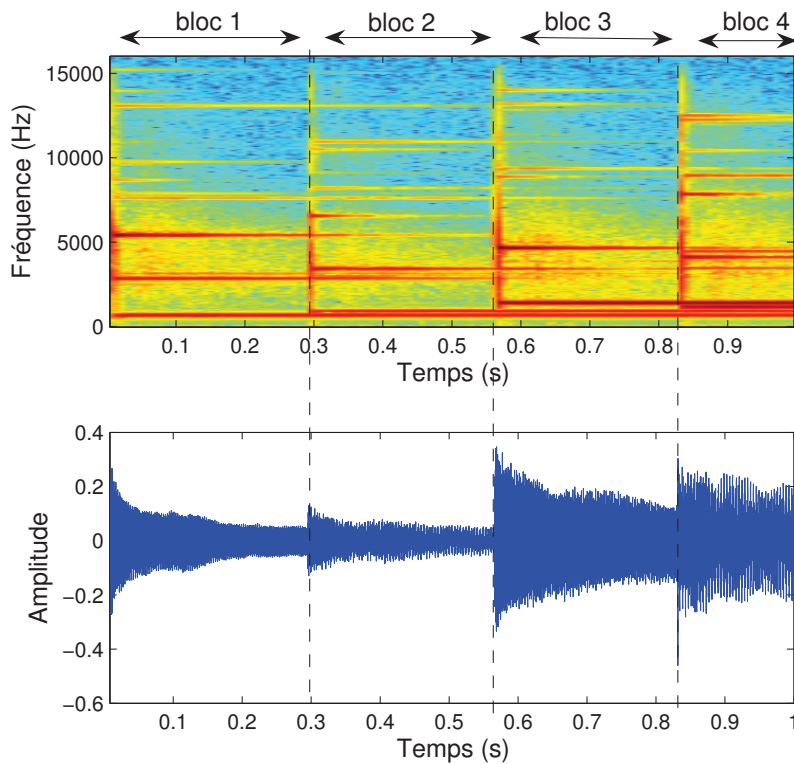 bloc 1 bloc 2 bloc 3 bloc 4
15000
10000
5000
0
Fréquence (Hz)
0.1 0.2 0.3 0.4 0.5 0.6 0.7 0.8 0.9
Temps (s)
0.4
0.2
0
−0.2
−0.4
−0.6
Amplitude
0.1 0.2 0.3 0.4 0.5 0.6 0.7 0.8 0.9 1
Temps (s)